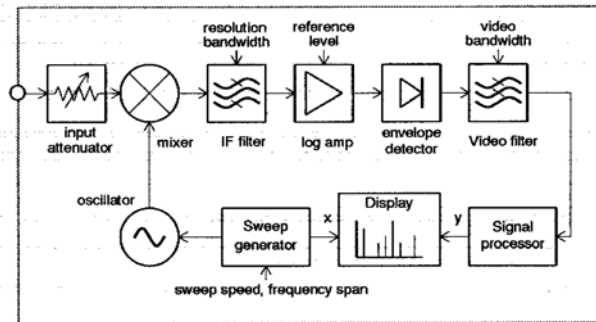 resolution
bandwidth
reference
level
video
bandwidth
input
attenuator
mixer
IF filter
log amp
envelope
detector
Video filter
oscillator
Sweep
generator
x
Display
y
Signal
processor
sweep speed, frequency span